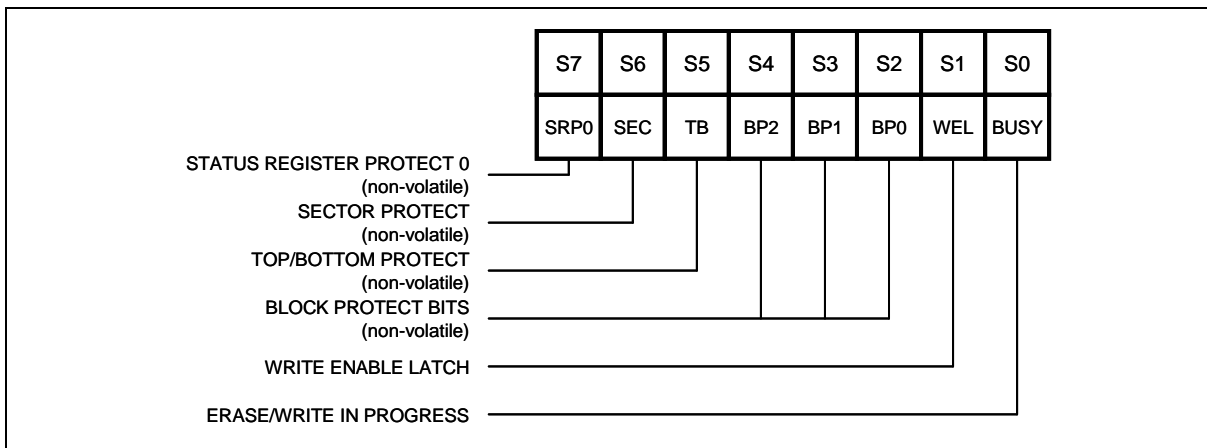 S7 S6 S5 S4 S3 S2 S1 S0
SRP0 SEC TB BP2 BP1 BP0 WEL BUSY
STATUS REGISTER PROTECT 0
(non-volatile)
SECTOR PROTECT
(non-volatile)
TOP/BOTTOM PROTECT
(non-volatile)
BLOCK PROTECT BITS
(non-volatile)
WRITE ENABLE LATCH
ERASE/WRITE IN PROGRESS